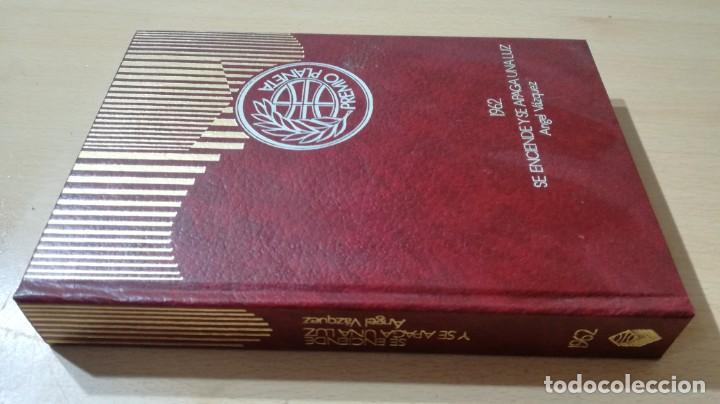 PREMIO PLANETA
1962
SE ENCIENDE Y SE APAGA UNA LUZ
Angel Vázquez
SE ENCIENDE
Y SE APAGA UNA LUZ
Angel Vázquez
1962
todocoleccion.net